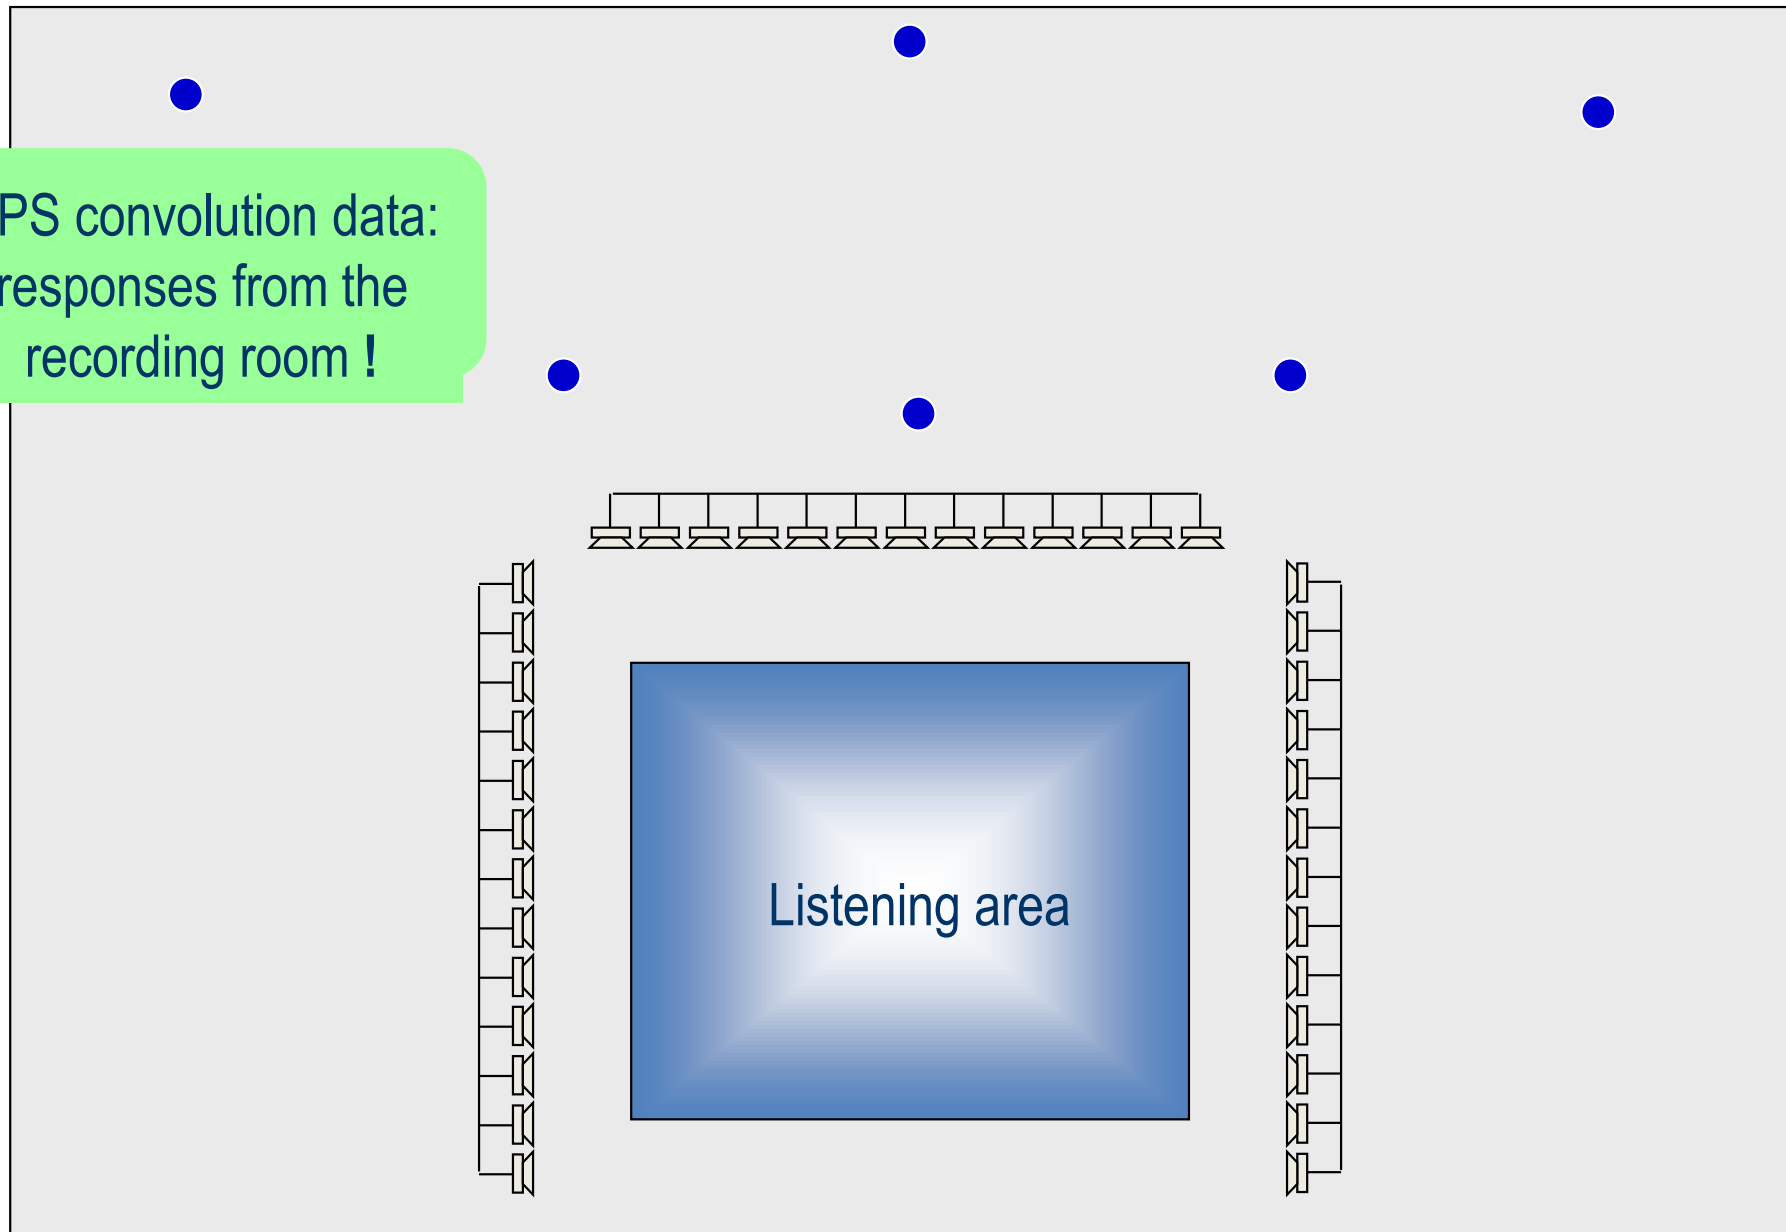 PS convolution data:
responses from the
recording room !
Listening area